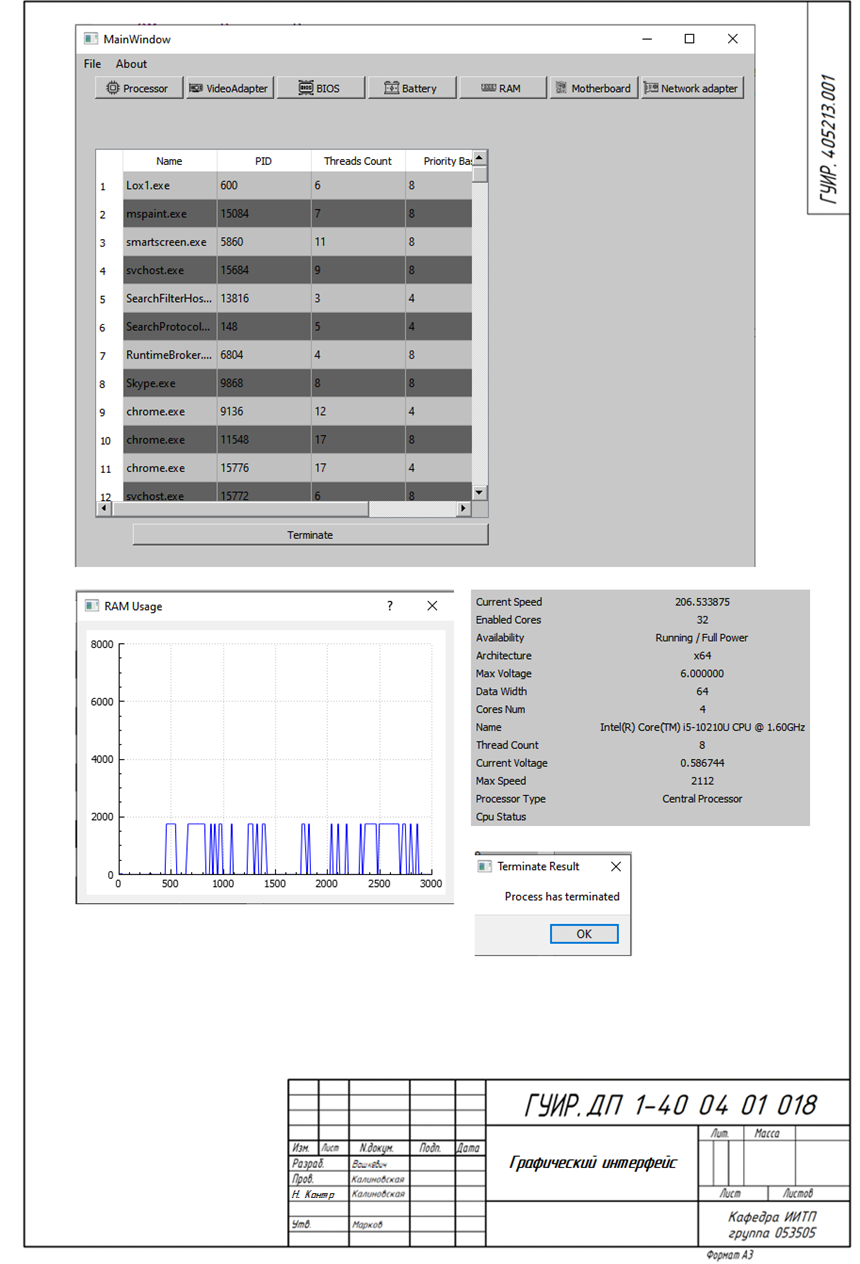 ГУИР. 405213.001
MainWindow
File About
Processor VideoAdapter BIOS Battery RAM Motherboard Network adapter
Name PID Threads Count Priority Bas
1 Lox1.exe 600 6 8
2 mspaint.exe 15084 7 8
3 smartscreen.exe 5860 11 8
4 svchost.exe 15684 9 8
5 SearchFilterHos... 13816 3 4
6 SearchProtocol... 148 5 4
7 RuntimeBroker.... 6804 4 8
8 Skype.exe 9868 8 8
9 chrome.exe 9136 12 4
10 chrome.exe 11548 17 8
11 chrome.exe 15776 17 4
12 svchost.exe 15772 6 8
Terminate
RAM Usage ?
8000
6000
4000
2000
0
0 500 1000 1500 2000 2500 3000
Current Speed 206.533875
Enabled Cores 32
Availability Running / Full Power
Architecture x64
Max Voltage 6.000000
Data Width 64
Cores Num 4
Name Intel(R) Core(TM) i5-10210U CPU @ 1.60GHz
Thread Count 8
Current Voltage 0.586744
Max Speed 2112
Processor Type Central Processor
Cpu Status
Terminate Result
Process has terminated
OK
ГУИР. ДП 1-40 04 01 018
Лит. Масса
Изм. Лист N.докум. Подп. Дата
Разраб. Вашкевич
Пров. Калиновская
Н. Контр Калиновская
Утв. Марков
Графический интерфейс
Лист Листов
Кафедра ИИТП
группа 053505
Формат А3